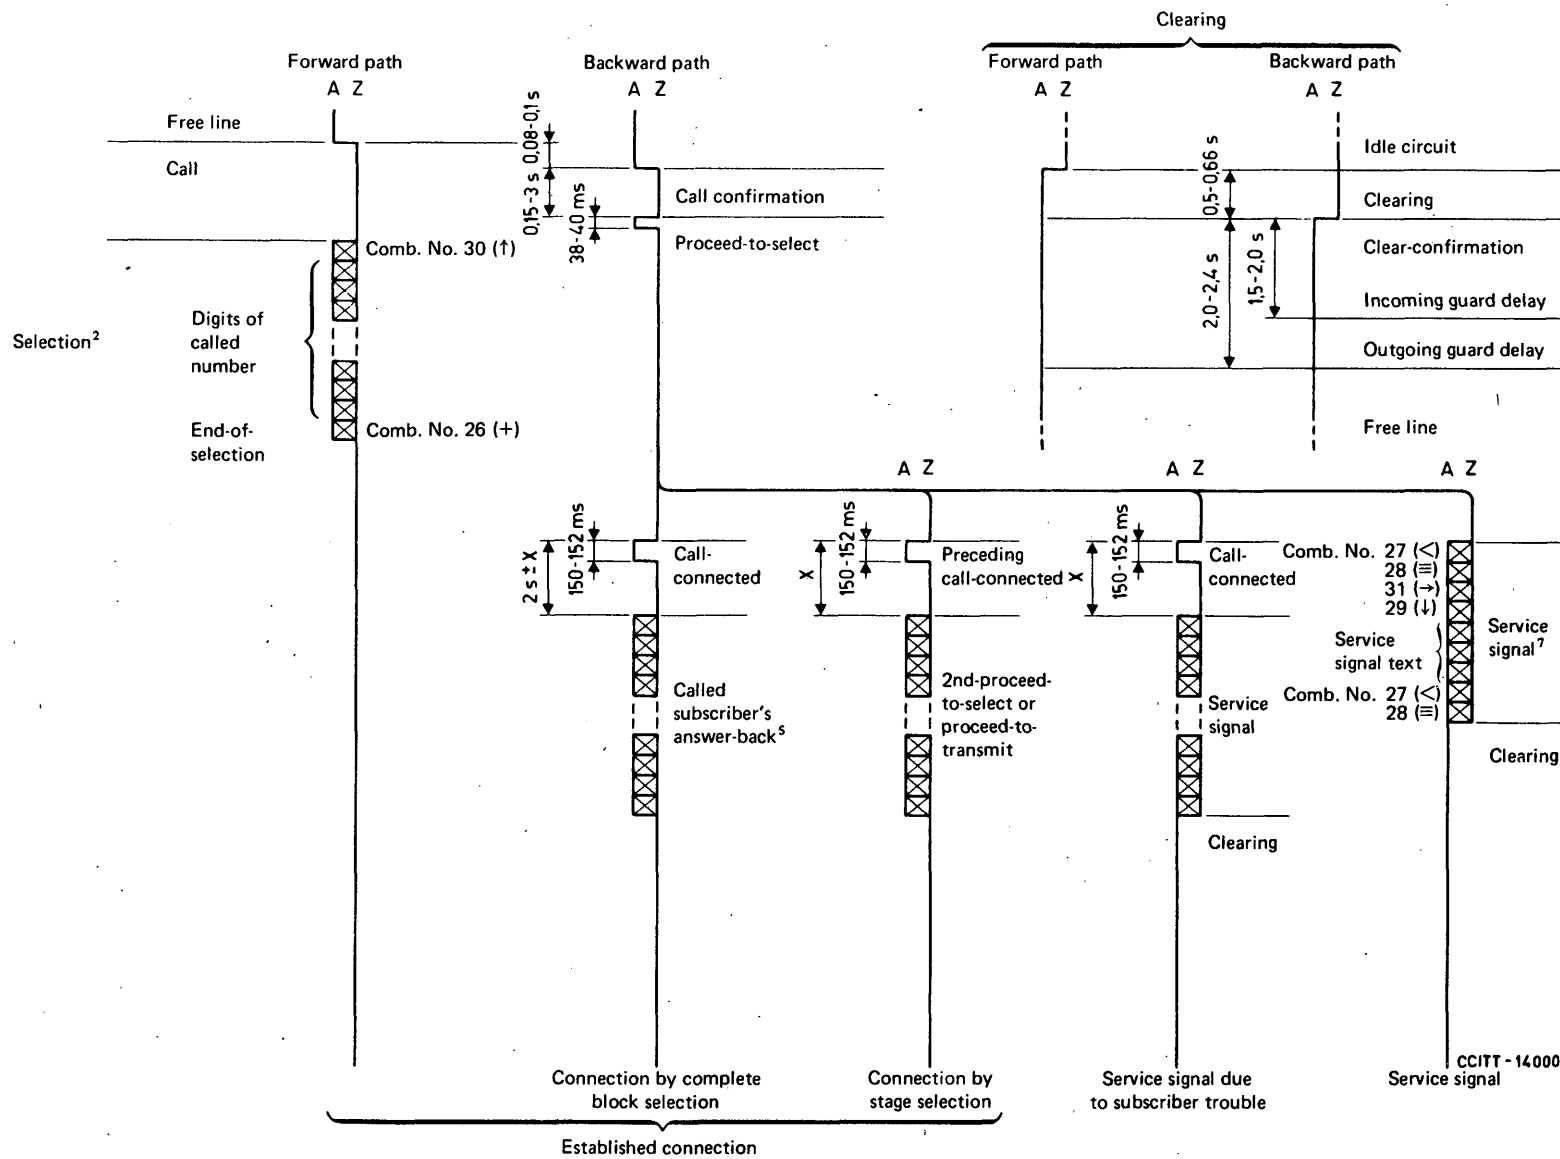 Clearing
Forward path
Backward path
Forward path
Backward path
A Z
A Z
A Z
A Z
Free line
Call
0,08-0,1 s
0,15-3 s
38-40 ms
Call confirmation
Proceed-to-select
Idle circuit
0,5-0,66 s
Clearing
Clear-confirmation
2,0-2,4 s
1,5-2,0 s
Incoming guard delay
Outgoing guard delay
Free line
Comb. No. 30 (↑)
Selection²
Digits of
called
number
End-of-
selection
Comb. No. 26 (+)
A Z
A Z
A Z
2 s ± X
150-152 ms
Call-
connected
X
150-152 ms
Preceding
call-connected
X
150-152 ms
Call-
connected
Comb. No. 27 (<)
28 (≡)
31 (→)
29 (↓)
Service
signal text
Comb. No. 27 (<)
28 (≡)
Service
signal⁷
Clearing
Called
subscriber's
answer-back⁵
2nd-proceed-
to-select or
proceed-to-
transmit
Service
signal
Clearing
CCITT - 14000
Connection by complete
block selection
Connection by
stage selection
Service signal due
to subscriber trouble
Service signal
Established connection